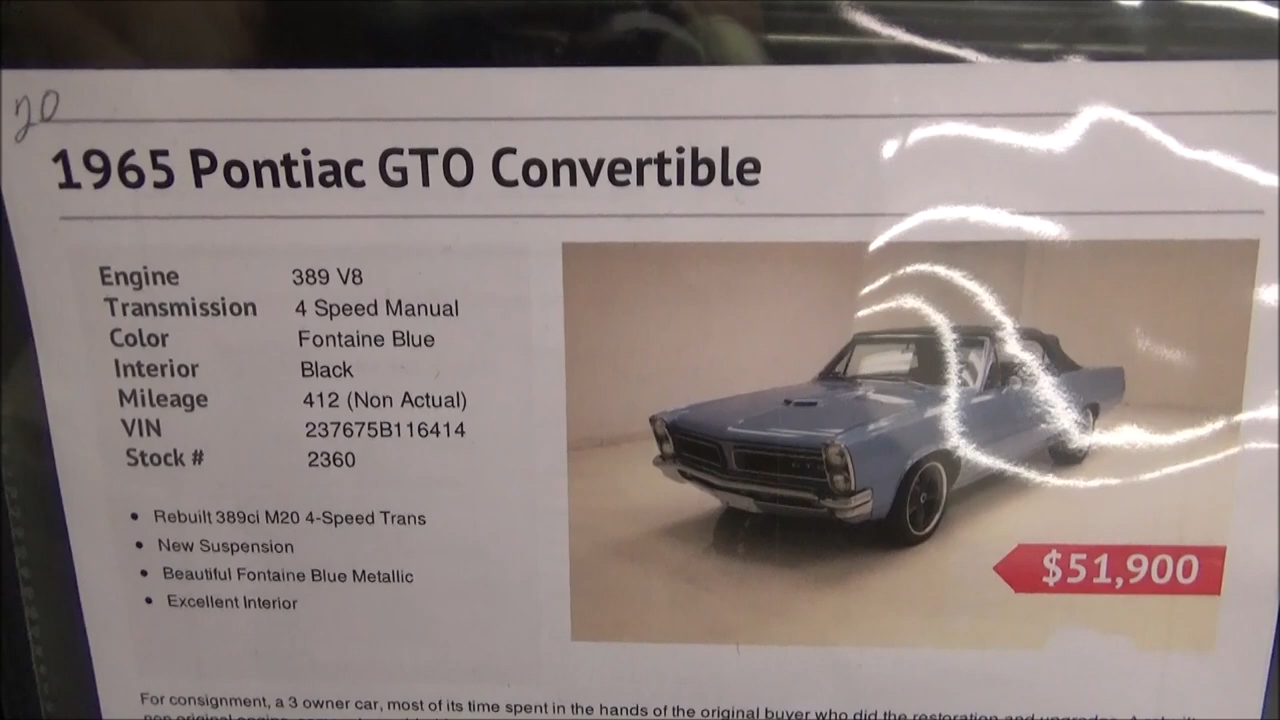 20
1965 Pontiac GTO Convertible
Engine 389 V8
Transmission 4 Speed Manual
Color Fontaine Blue
Interior Black
Mileage 412 (Non Actual)
VIN 237675B116414
Stock # 2360
• Rebuilt 389ci M20 4-Speed Trans
• New Suspension
• Beautiful Fontaine Blue Metallic
• Excellent Interior
$51,900
For consignment, a 3 owner car, most of its time spent in the hands of the original buyer who did the restoration and upgrades. A
non original engine